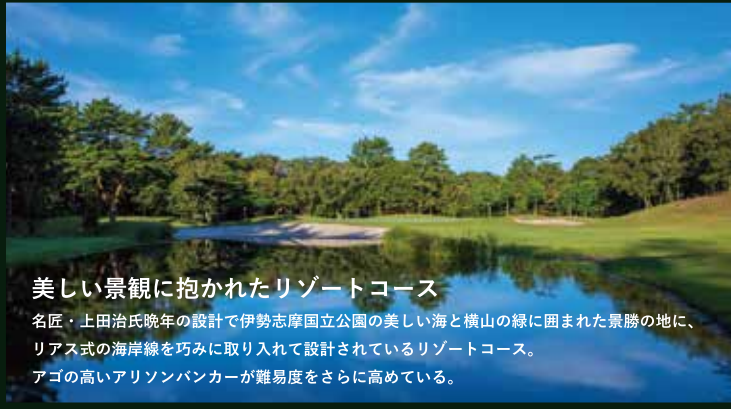 美しい景観に抱かれたリゾートコース
名匠・上田治氏晩年の設計で伊勢志摩国立公園の美しい海と横山の緑に囲まれた景勝の地に、
リアス式の海岸線を巧みに取り入れて設計されているリゾートコース。
アゴの高いアリソンバンカーが難易度をさらに高めている。